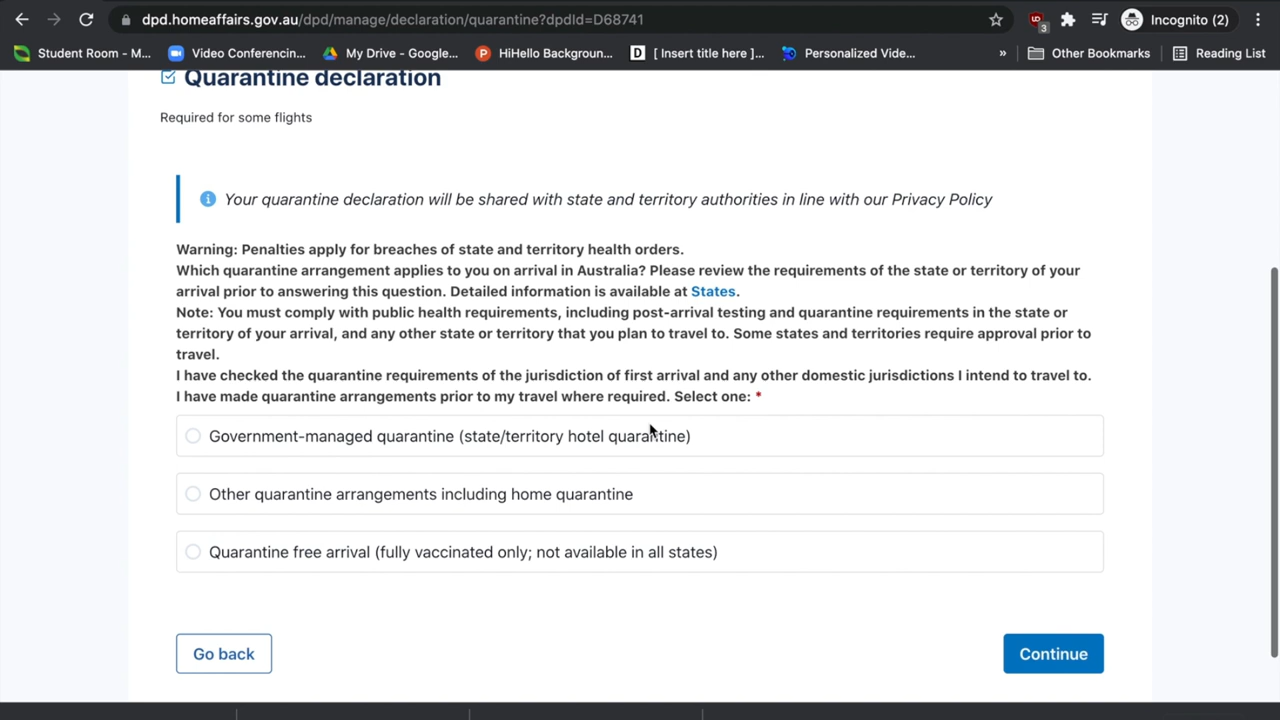 dpd.homeaffairs.gov.au/dpd/manage/declaration/quarantine?dpdId=D68741
3
Incognito (2)
Student Room - M...
Video Conferencin...
My Drive - Google...
HiHello Backgroun...
[ Insert title here ]...
Personalized Vide...
»
Other Bookmarks
Reading List
Quarantine declaration
Required for some flights
Your quarantine declaration will be shared with state and territory authorities in line with our Privacy Policy
Warning: Penalties apply for breaches of state and territory health orders.
Which quarantine arrangement applies to you on arrival in Australia? Please review the requirements of the state or territory of your
arrival prior to answering this question. Detailed information is available at States.
Note: You must comply with public health requirements, including post-arrival testing and quarantine requirements in the state or
territory of your arrival, and any other state or territory that you plan to travel to. Some states and territories require approval prior to
travel.
I have checked the quarantine requirements of the jurisdiction of first arrival and any other domestic jurisdictions I intend to travel to.
I have made quarantine arrangements prior to my travel where required. Select one: *
Government-managed quarantine (state/territory hotel quarantine)
Other quarantine arrangements including home quarantine
Quarantine free arrival (fully vaccinated only; not available in all states)
Go back
Continue